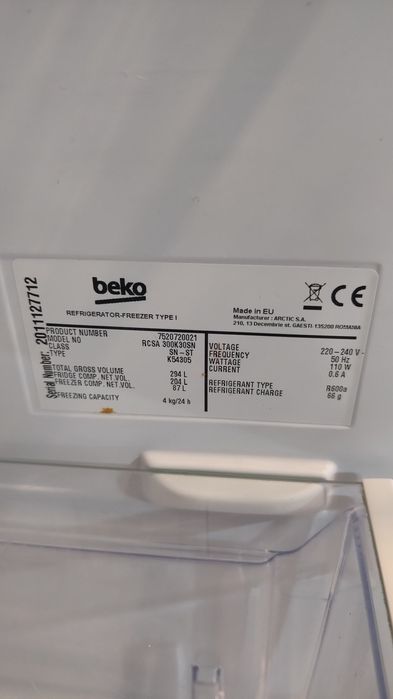 beko
REFRIGERATOR-FREEZER TYPE I
Made in EU
Manufacturer : ARCTIC S.A.
210, 13 Decembrie st. GAESTI- 135200 ROMANIA
CE
Serial Number: 2011127712
PRODUCT NUMBER 7520720021
MODEL NO RCSA 300K30SN
CLASS SN-ST
TYPE K54305
TOTAL GROSS VOLUME 294 L
FRIDGE COMP. NET.VOL. 204 L
FREEZER COMP. NET VOL. 87 L
FREEZING CAPACITY 4 kg/24 h
VOLTAGE 220-240 V~
FREQUENCY 50 Hz
WATTAGE 110 W
CURRENT 0.6 A
REFRIGERANT TYPE R600a
REFRIGERANT CHARGE 66 g